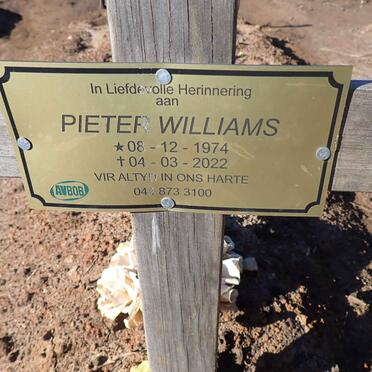 In Liefdevolle Herinnering
aan
PIETER WILLIAMS
★08 - 12 - 1974
✝04 - 03 - 2022
VIR ALTYD IN ONS HARTE
AVBOB
044 873 3100